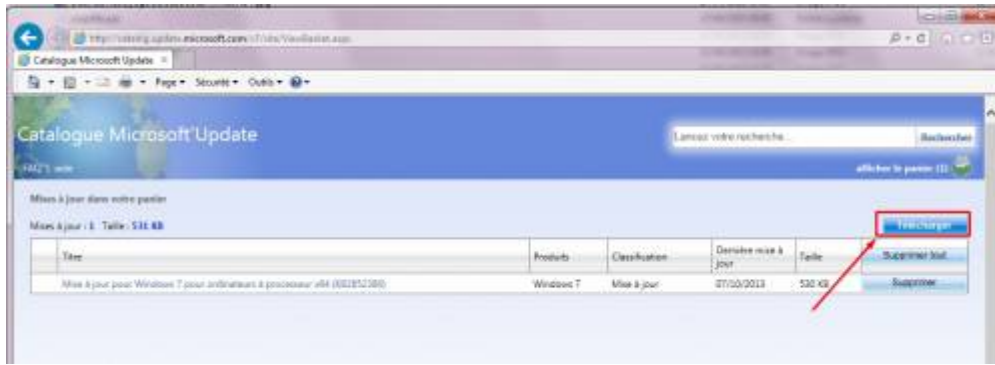 Catalogue Microsoft Update
Page Sécurité Outils
Catalogue Microsoft Update
Lancez votre recherche...
Rechercher
afficher le panier (1)
Mises à jour dans votre panier
Mises à jour : 1 Taille : 531 KB
Télécharger
Titre Produits Classification Dernière mise à jour Taille Supprimer tout
Mise à jour pour Windows 7 pour ordinateurs à processeur x64 (KB2852386) Windows 7 Mise à jour 07/10/2013 530 KB Supprimer